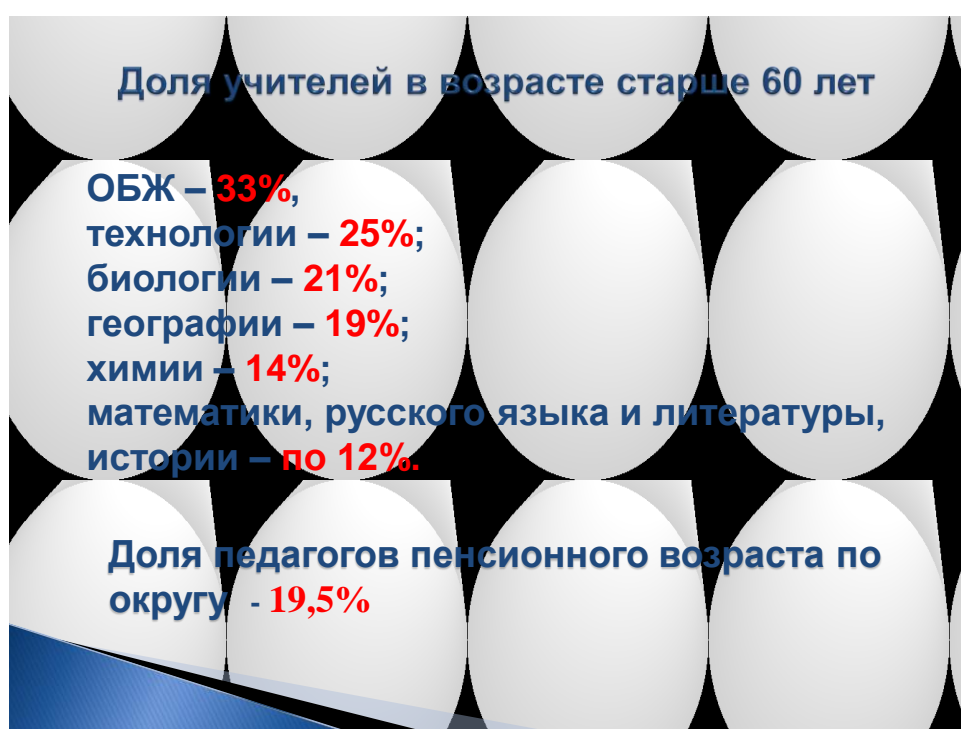 Доля учителей в возрасте старше 60 лет
ОБЖ – 33%,
технологии – 25%;
биологии – 21%;
географии – 19%;
химии – 14%;
математики, русского языка и литературы,
истории – по 12%.
Доля педагогов пенсионного возраста по
округу - 19,5%